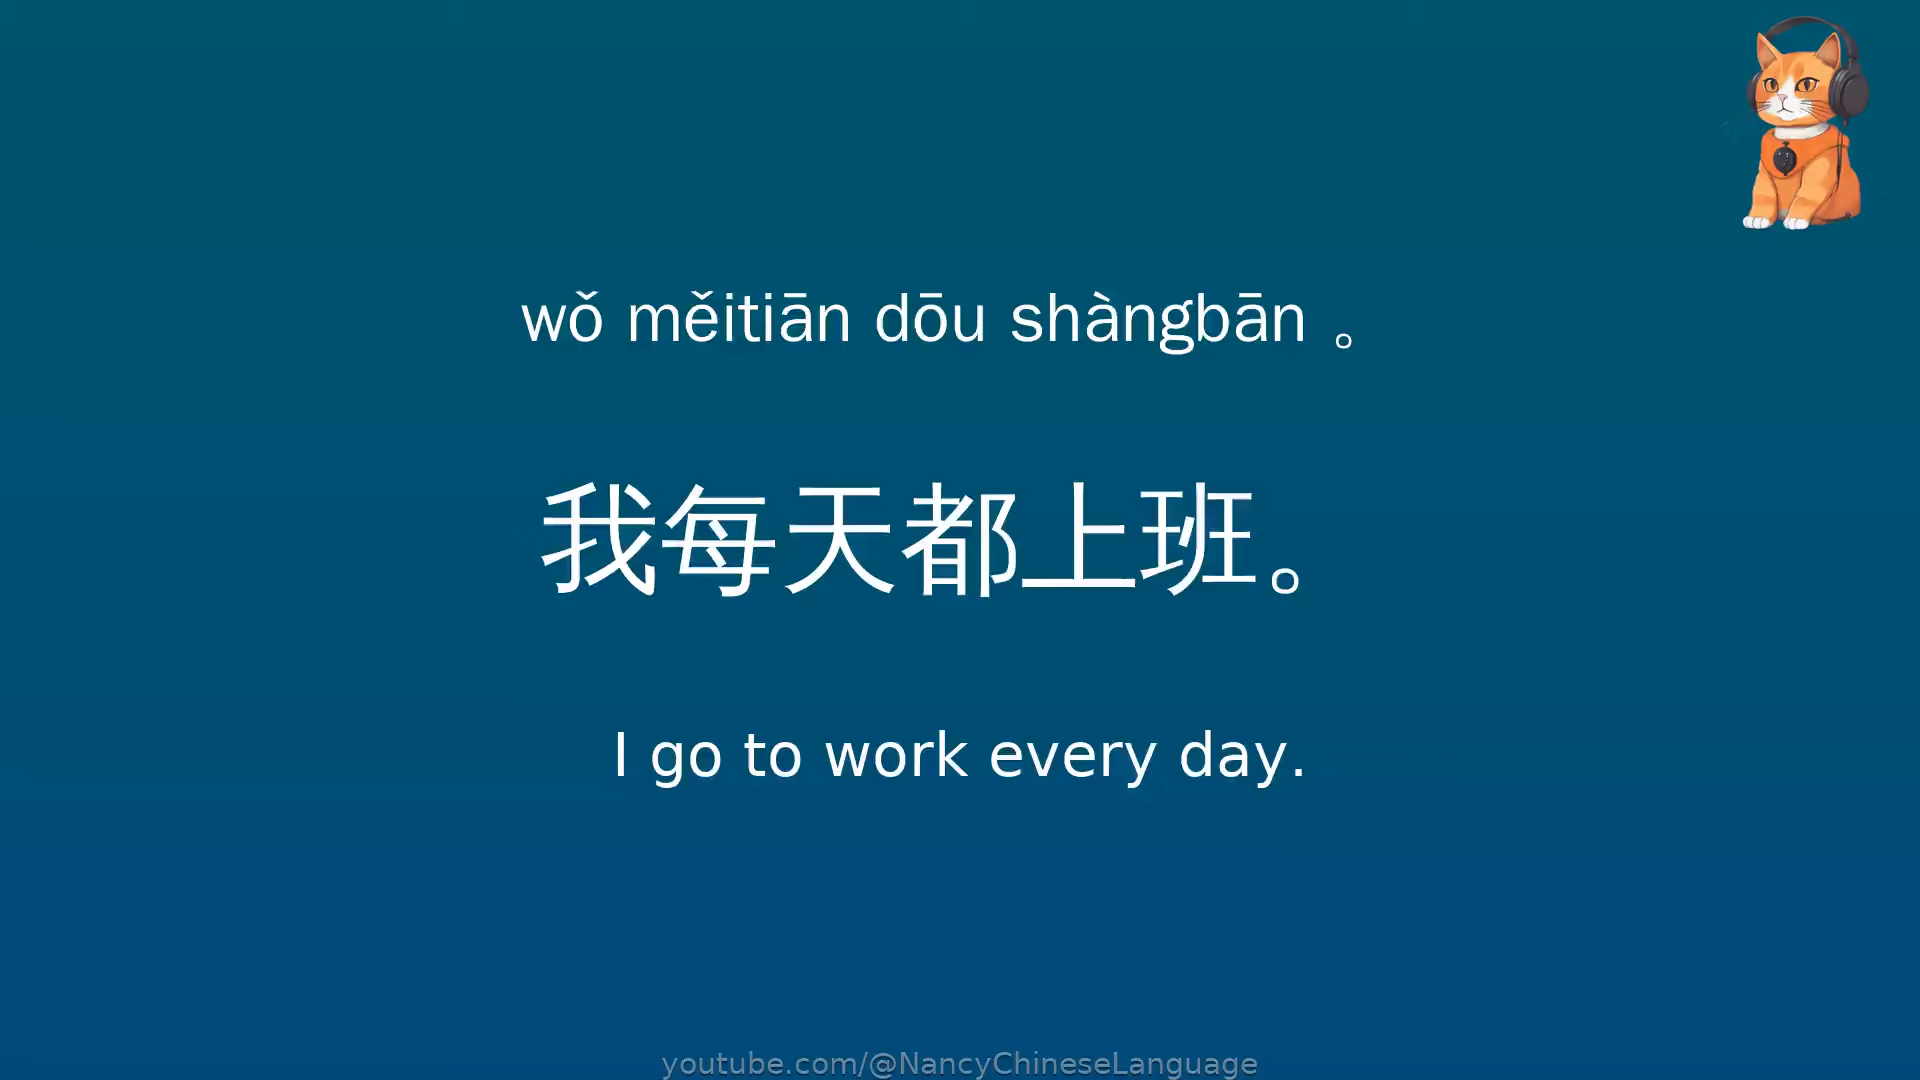 wǒ měitiān dōu shàngbān 。
我每天都上班。
I go to work every day.
youtube.com/@NancyChineseLanguage